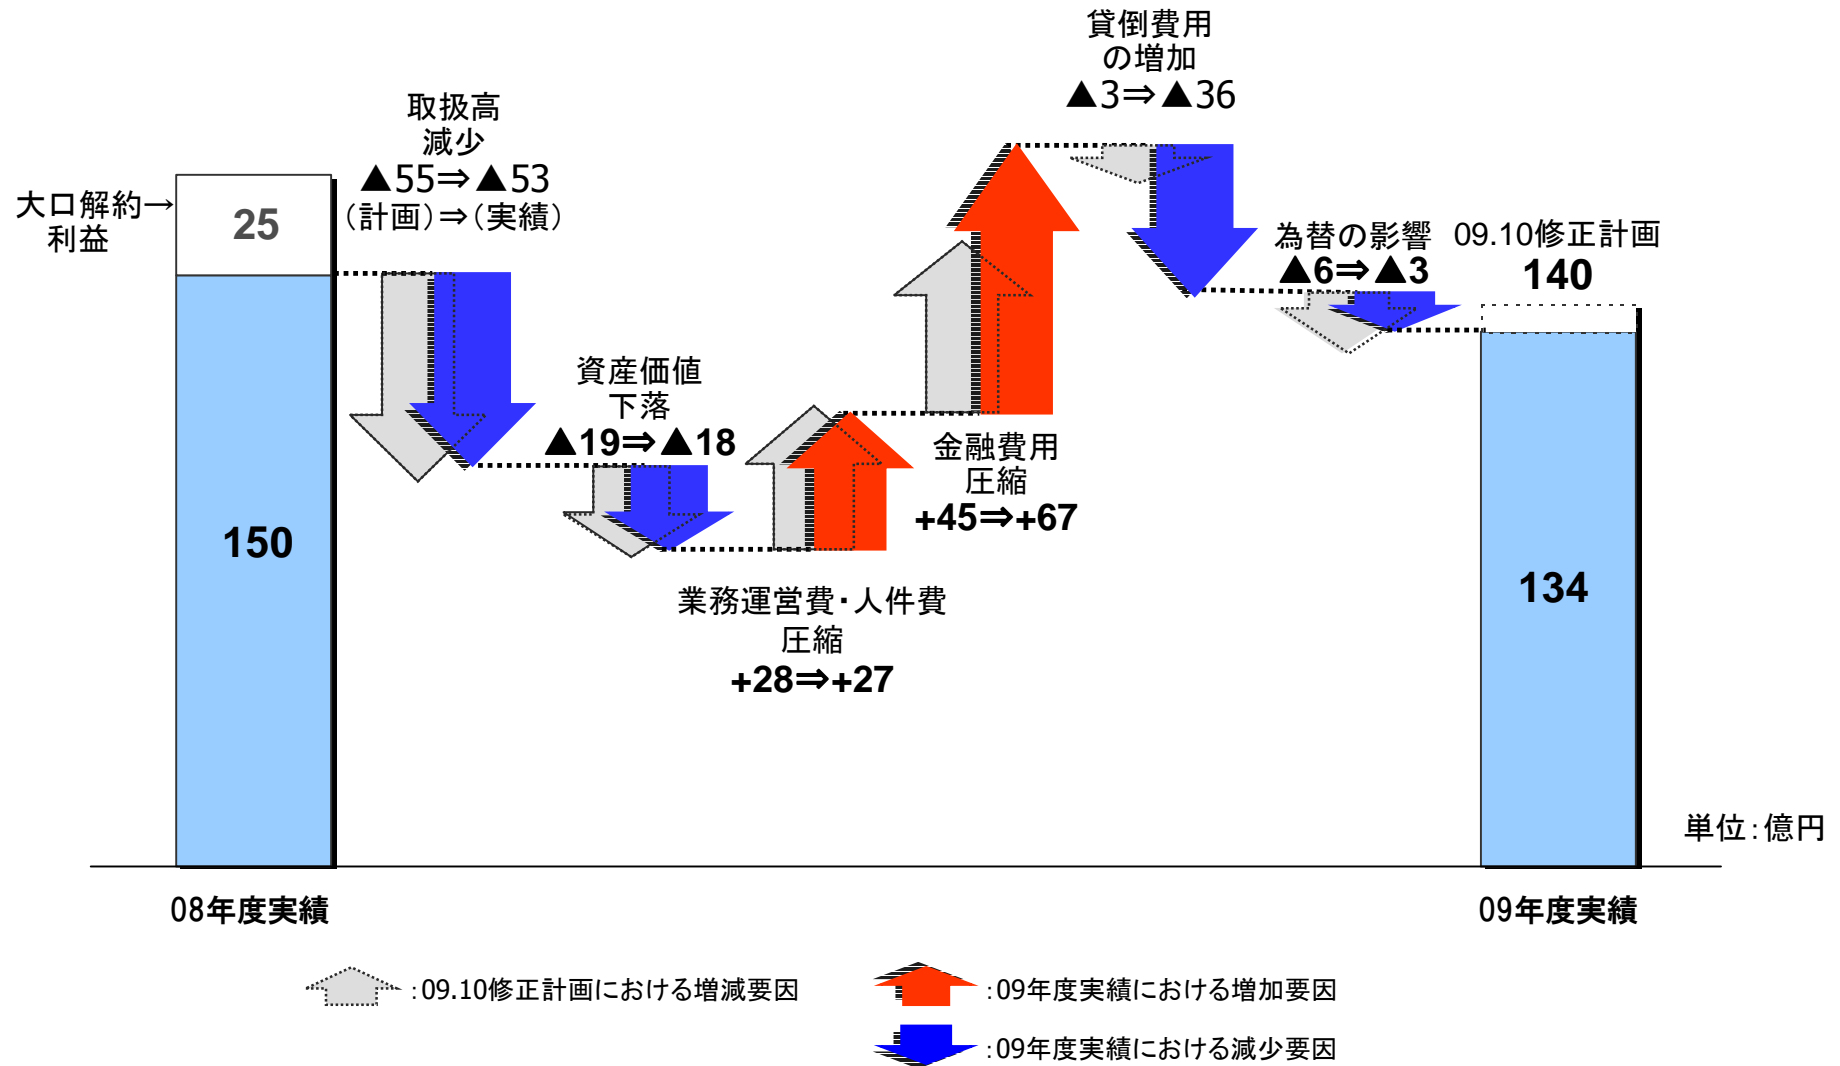 貸倒費用
の増加
▲3⇒▲36
取扱高
減少
▲55⇒▲53
(計画)⇒(実績)
大口解約→
利益
25
為替の影響
▲6⇒▲3
09.10修正計画
140
資産価値
下落
▲19⇒▲18
金融費用
圧縮
+45⇒+67
150
業務運営費・人件費
圧縮
+28⇒+27
134
単位:億円
08年度実績
09年度実績
:09.10修正計画における増減要因
:09年度実績における増加要因
:09年度実績における減少要因